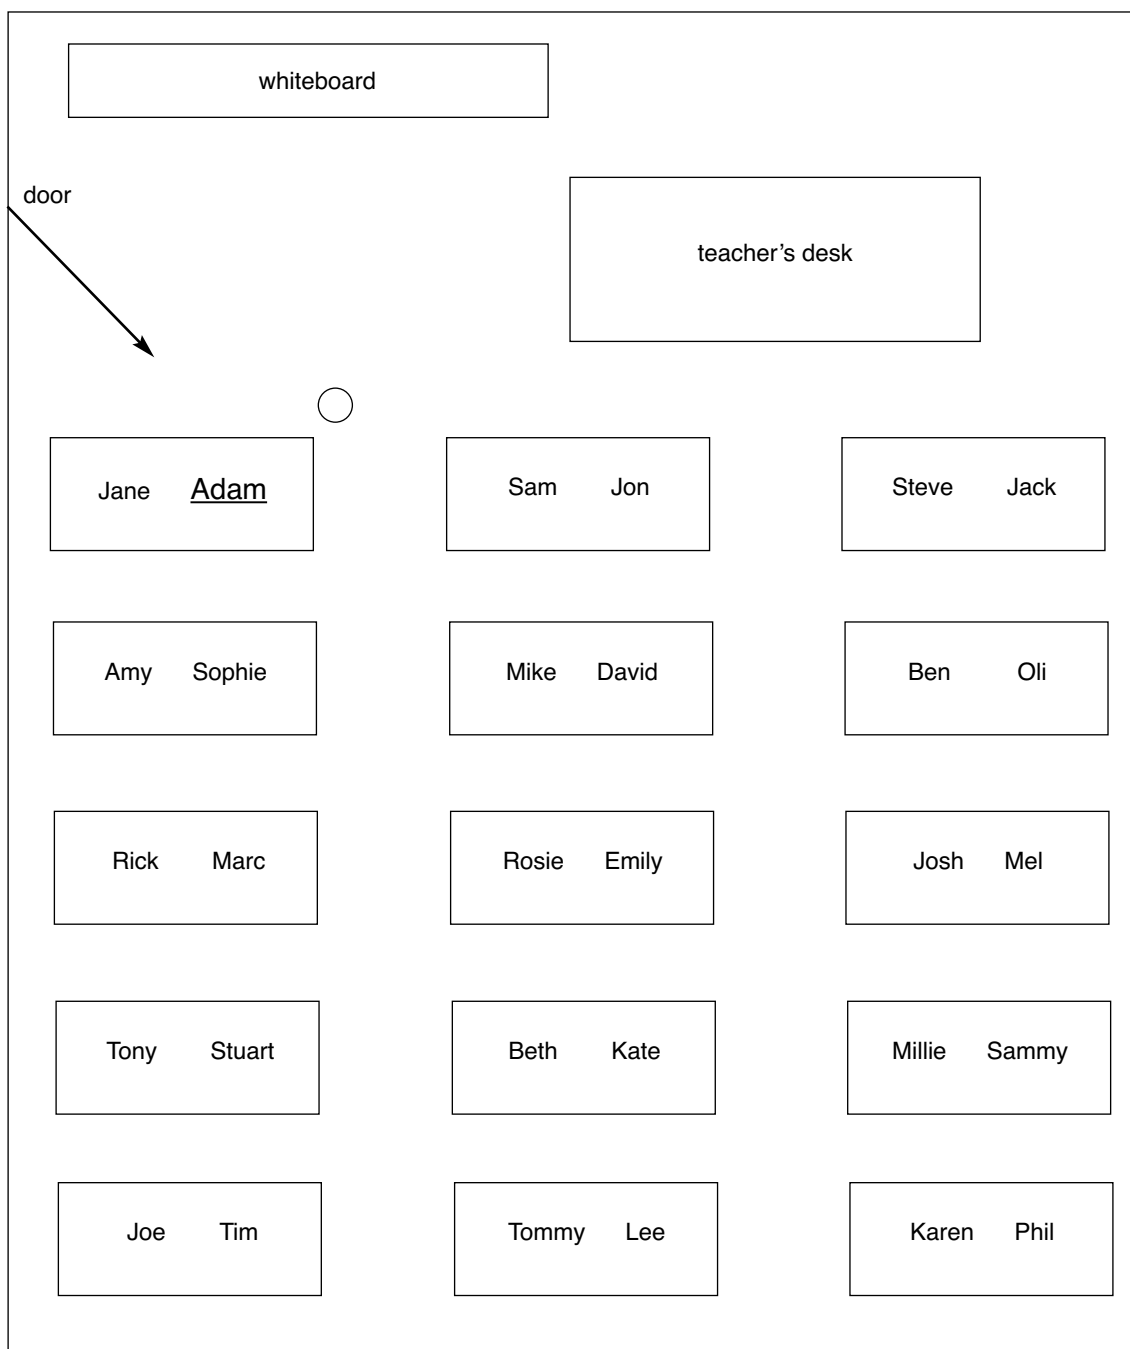 whiteboard
door
teacher’s desk
Jane Adam Sam Jon Steve Jack
Amy Sophie Mike David Ben Oli
Rick Marc Rosie Emily Josh Mel
Tony Stuart Beth Kate Millie Sammy
Joe Tim Tommy Lee Karen Phil